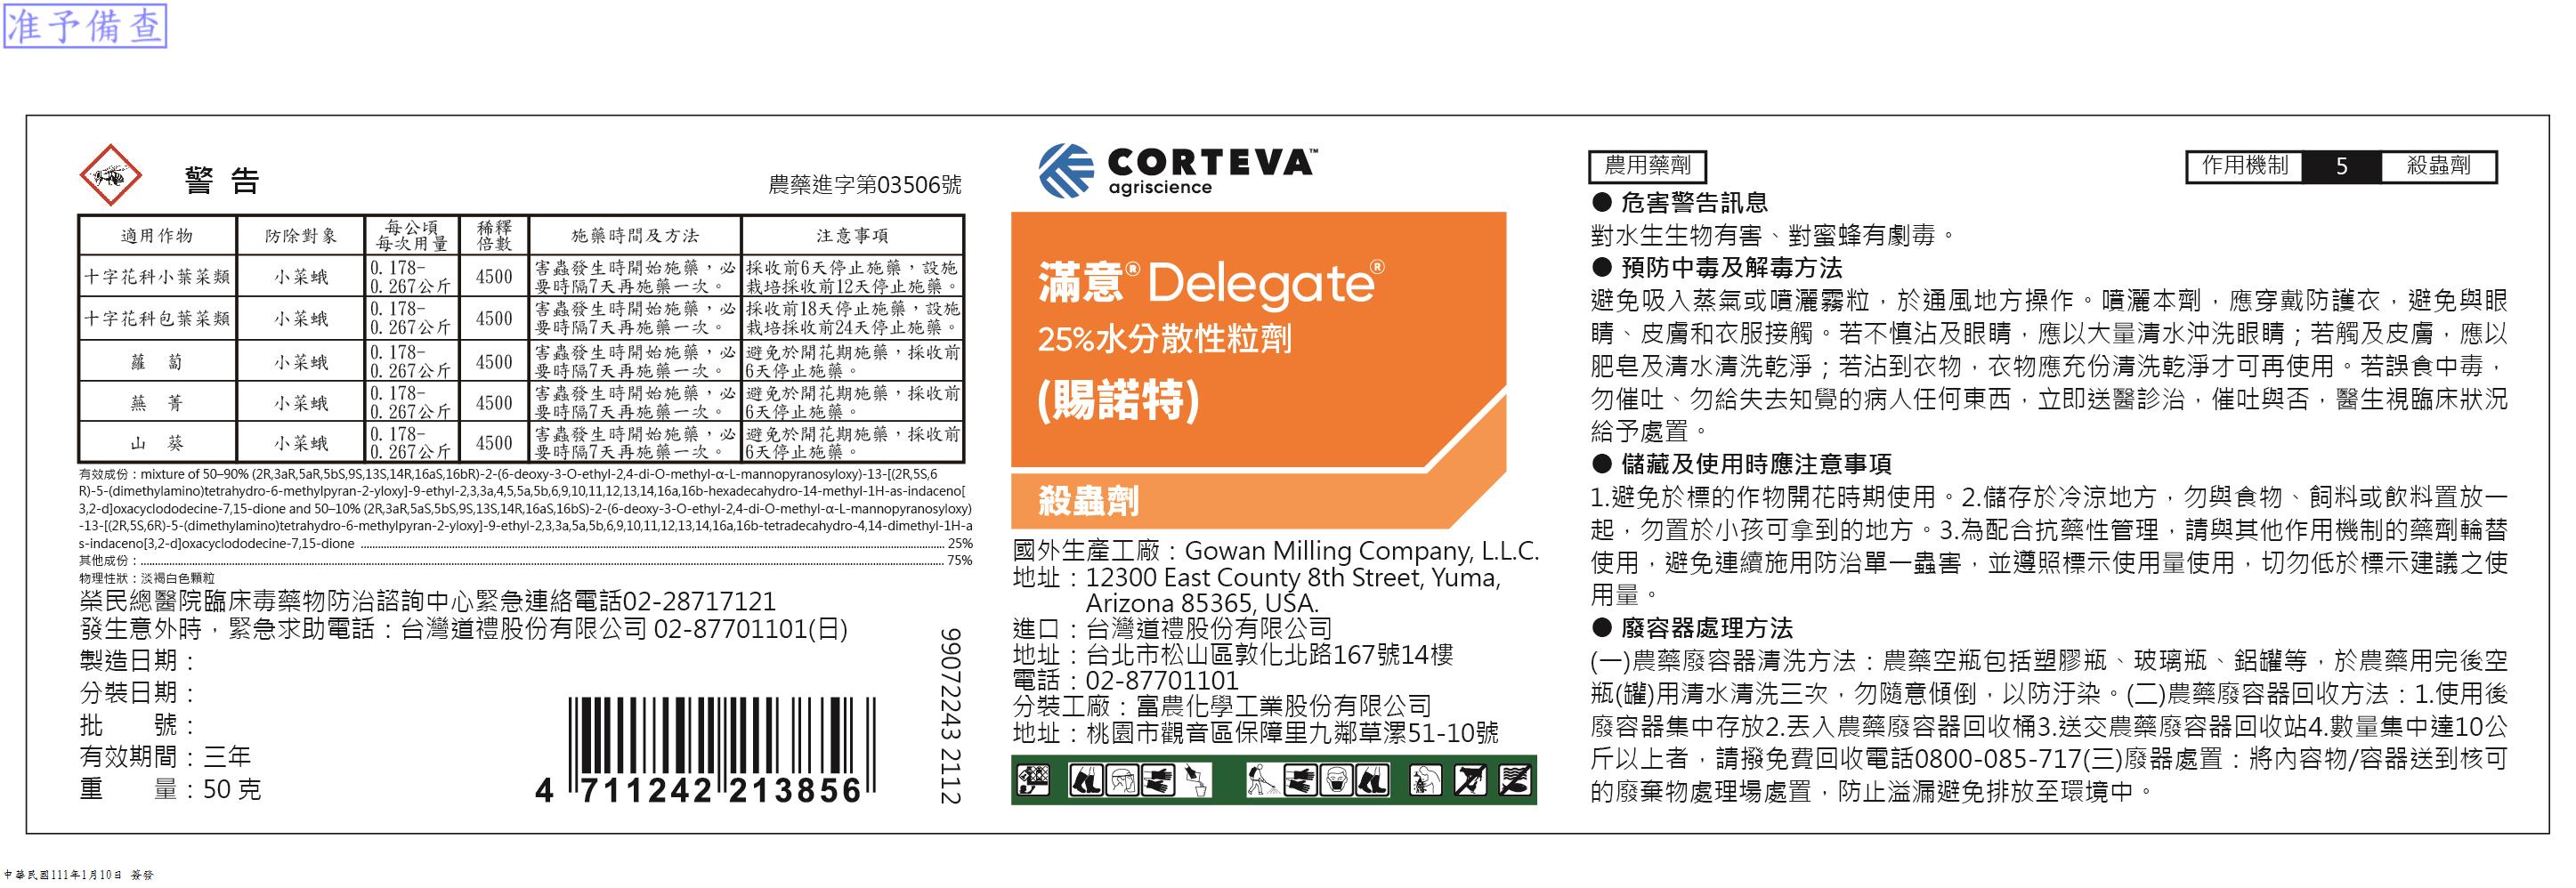 准予備查
警 告
農藥進字第03506號
適用作物 防除對象 每公頃每次用量 稀釋倍數 施藥時間及方法 注意事項
十字花科小葉菜類 小菜蛾 0.178-0.267公斤 4500 害蟲發生時開始施藥，必要時隔7天再施藥一次。 採收前6天停止施藥，設施栽培採收前12天停止施藥。
十字花科包葉菜類 小菜蛾 0.178-0.267公斤 4500 害蟲發生時開始施藥，必要時隔7天再施藥一次。 採收前18天停止施藥，設施栽培採收前24天停止施藥。
蘿 蔔 小菜蛾 0.178-0.267公斤 4500 害蟲發生時開始施藥，必要時隔7天再施藥一次。 避免於開花期施藥，採收前6天停止施藥。
蕪 菁 小菜蛾 0.178-0.267公斤 4500 害蟲發生時開始施藥，必要時隔7天再施藥一次。 避免於開花期施藥，採收前6天停止施藥。
山 葵 小菜蛾 0.178-0.267公斤 4500 害蟲發生時開始施藥，必要時隔7天再施藥一次。 避免於開花期施藥，採收前6天停止施藥。
有效成份：mixture of 50–90% (2R,3aR,5aR,5bS,9S,13S,14R,16aS,16bR)-2-(6-deoxy-3-O-ethyl-2,4-di-O-methyl-α-L-mannopyranosyloxy)-13-[(2R,5S,6
R)-5-(dimethylamino)tetrahydro-6-methylpyran-2-yloxy]-9-ethyl-2,3,3a,4,5,5a,5b,6,9,10,11,12,13,14,16a,16b-hexadecahydro-14-methyl-1H-as-indaceno[
3,2-d]oxacyclododecine-7,15-dione and 50–10% (2R,3aR,5aS,5bS,9S,13S,14R,16aS,16bS)-2-(6-deoxy-3-O-ethyl-2,4-di-O-methyl-α-L-mannopyranosyloxy)
-13-[(2R,5S,6R)-5-(dimethylamino)tetrahydro-6-methylpyran-2-yloxy]-9-ethyl-2,3,3a,5a,5b,6,9,10,11,12,13,14,16a,16b-tetradecahydro-4,14-dimethyl-1H-a
s-indaceno[3,2-d]oxacyclododecine-7,15-dione 25%
其他成份： 75%
物理性狀：淡褐白色顆粒
榮民總醫院臨床毒藥物防治諮詢中心緊急連絡電話02-28717121
發生意外時，緊急求助電話：台灣道禮股份有限公司 02-87701101(日)
製造日期：
分裝日期：
批　　號：
有效期間：三年
重　　量：50 克
4 711242 213856
99072243 2112
CORTEVA™
agriscience
滿意® Delegate®
25%水分散性粒劑
(賜諾特)
殺蟲劑
國外生產工廠：Gowan Milling Company, L.L.C.
地址：12300 East County 8th Street, Yuma,
Arizona 85365, USA.
進口：台灣道禮股份有限公司
地址：台北市松山區敦化北路167號14樓
電話：02-87701101
分裝工廠：富農化學工業股份有限公司
地址：桃園市觀音區保障里九鄰草漯51-10號
農用藥劑
作用機制 5 殺蟲劑
● 危害警告訊息
對水生生物有害、對蜜蜂有劇毒。
● 預防中毒及解毒方法
避免吸入蒸氣或噴灑霧粒，於通風地方操作。噴灑本劑，應穿戴防護衣，避免與眼
睛、皮膚和衣服接觸。若不慎沾及眼睛，應以大量清水沖洗眼睛；若觸及皮膚，應以
肥皂及清水清洗乾淨；若沾到衣物，衣物應充份清洗乾淨才可再使用。若誤食中毒，
勿催吐、勿給失去知覺的病人任何東西，立即送醫診治，催吐與否，醫生視臨床狀況
給予處置。
● 儲藏及使用時應注意事項
1.避免於標的作物開花時期使用。2.儲存於冷涼地方，勿與食物、飼料或飲料置放一
起，勿置於小孩可拿到的地方。3.為配合抗藥性管理，請與其他作用機制的藥劑輪替
使用，避免連續施用防治單一蟲害，並遵照標示使用量使用，切勿低於標示建議之使
用量。
● 廢容器處理方法
(一)農藥廢容器清洗方法：農藥空瓶包括塑膠瓶、玻璃瓶、鋁罐等，於農藥用完後空
瓶(罐)用清水清洗三次，勿隨意傾倒，以防汙染。(二)農藥廢容器回收方法：1.使用後
廢容器集中存放2.丟入農藥廢容器回收桶3.送交農藥廢容器回收站4.數量集中達10公
斤以上者，請撥免費回收電話0800-085-717(三)廢器處置：將內容物/容器送到核可
的廢棄物處理場處置，防止溢漏避免排放至環境中。
中華民國111年1月10日 簽發